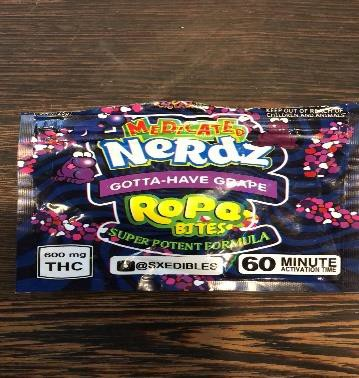 KEEP OUT OF REACH OF
CHILDREN AND ANIMALS
MEDICATED
NeRdz
GOTTA-HAVE GRAPE
RoPe
BITES
SUPER POTENT FORMULA
600 mg
THC
@SXEDIBLES
60 MINUTE
ACTIVATION TIME